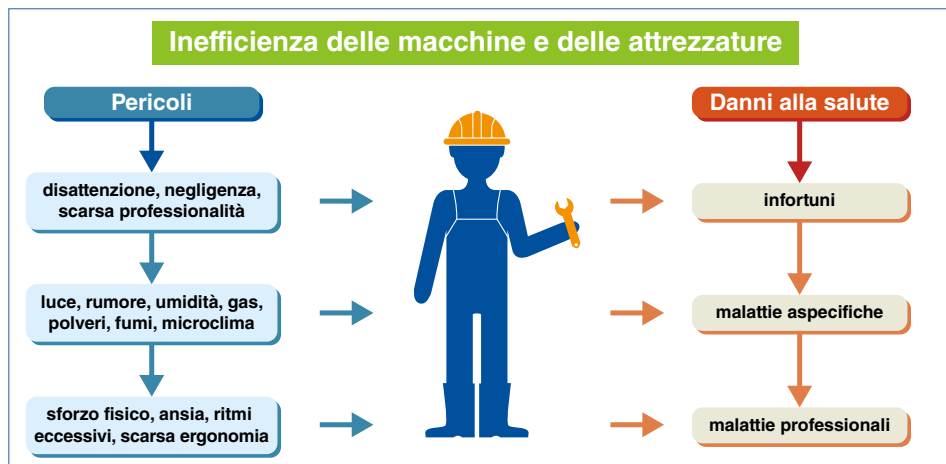 Inefficienza delle macchine e delle attrezzature
Pericoli
disattenzione, negligenza,
scarsa professionalità
luce, rumore, umidità, gas,
polveri, fumi, microclima
sforzo fisico, ansia, ritmi
eccessivi, scarsa ergonomia
Danni alla salute
infortuni
malattie aspecifiche
malattie professionali